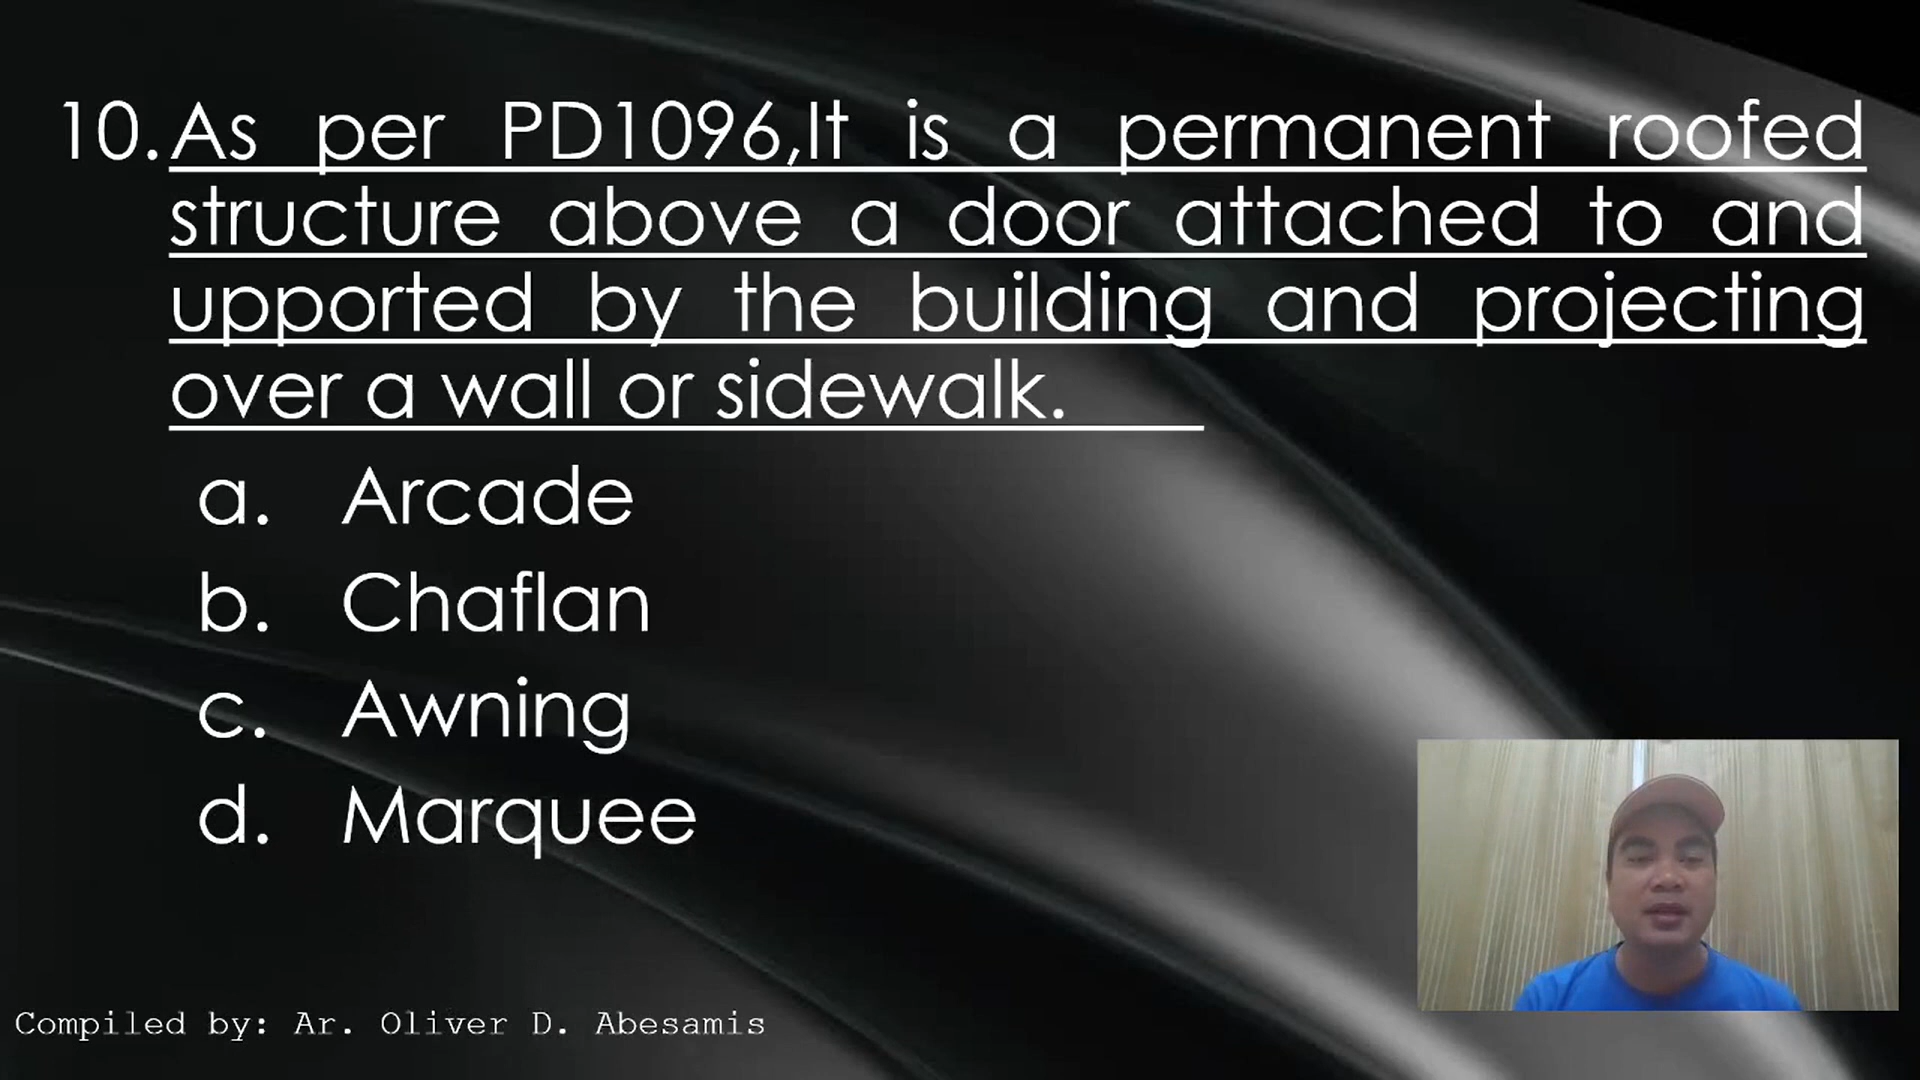 10. As per PD1096,It is a permanent roofed
structure above a door attached to and
upported by the building and projecting
over a wall or sidewalk.
a. Arcade
b. Chaflan
c. Awning
d. Marquee
Compiled by: Ar. Oliver D. Abesamis